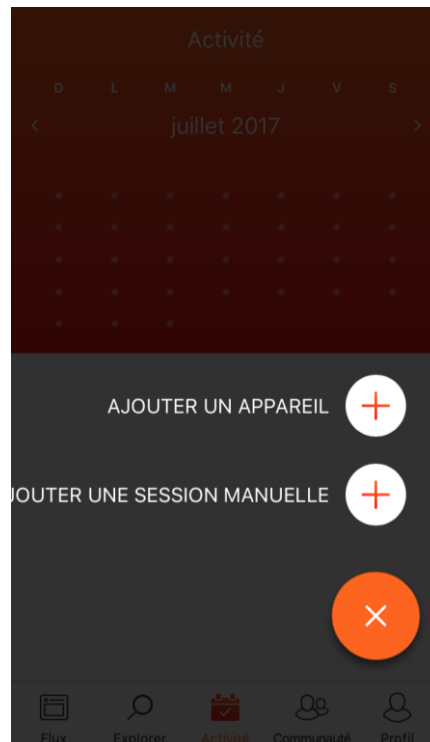 Activité
D L M M J V S
juillet 2017
AJOUTER UN APPAREIL
JOUTER UNE SESSION MANUELLE
Flux Explorer Activité Communauté Profil